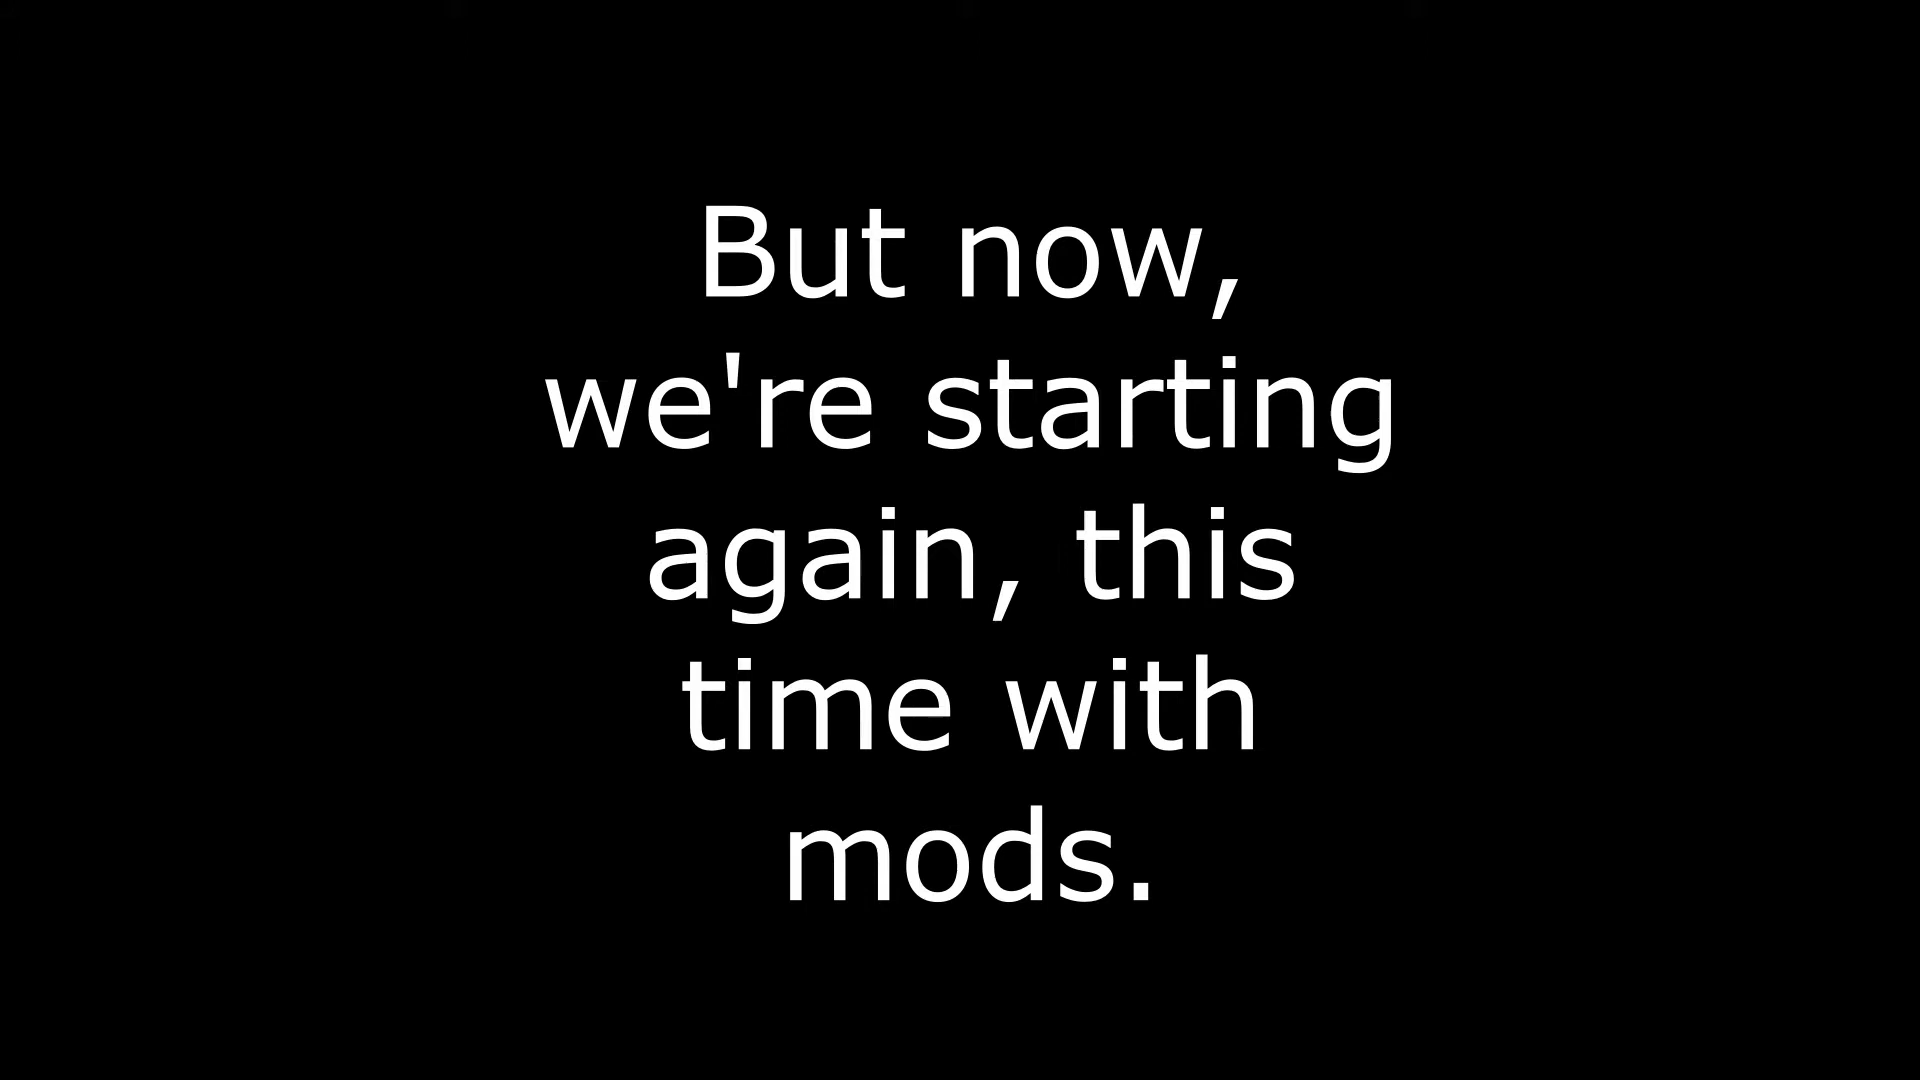 But now,
we're starting
again, this
time with
mods.